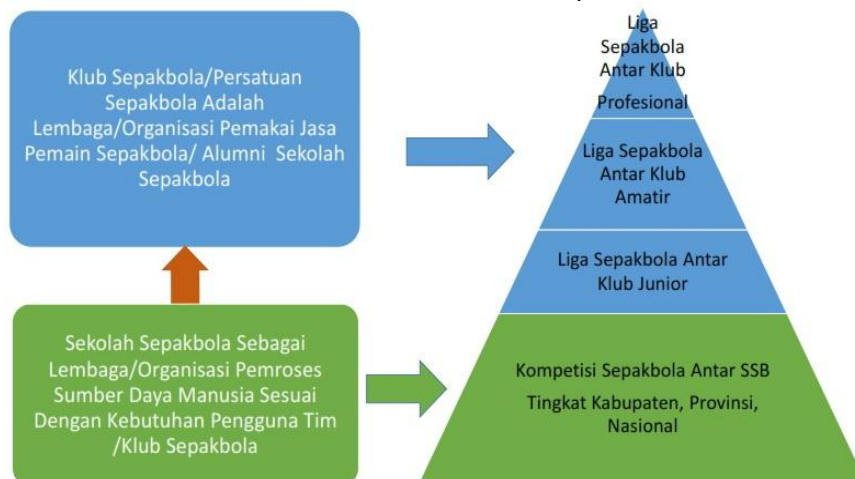 Klub Sepakbola/Persatuan
Sepakbola Adalah
Lembaga/Organisasi Pemakai Jasa
Pemain Sepakbola/ Alumni Sekolah
Sepakbola
Liga
Sepakbola
Antar Klub
Profesional
Liga Sepakbola
Antar Klub
Amatir
Liga Sepakbola Antar
Klub Junior
Sekolah Sepakbola Sebagai
Lembaga/Organisasi Pemroses
Sumber Daya Manusia Sesuai
Dengan Kebutuhan Pengguna Tim
/Klub Sepakbola
Kompetisi Sepakbola Antar SSB
Tingkat Kabupaten, Provinsi,
Nasional